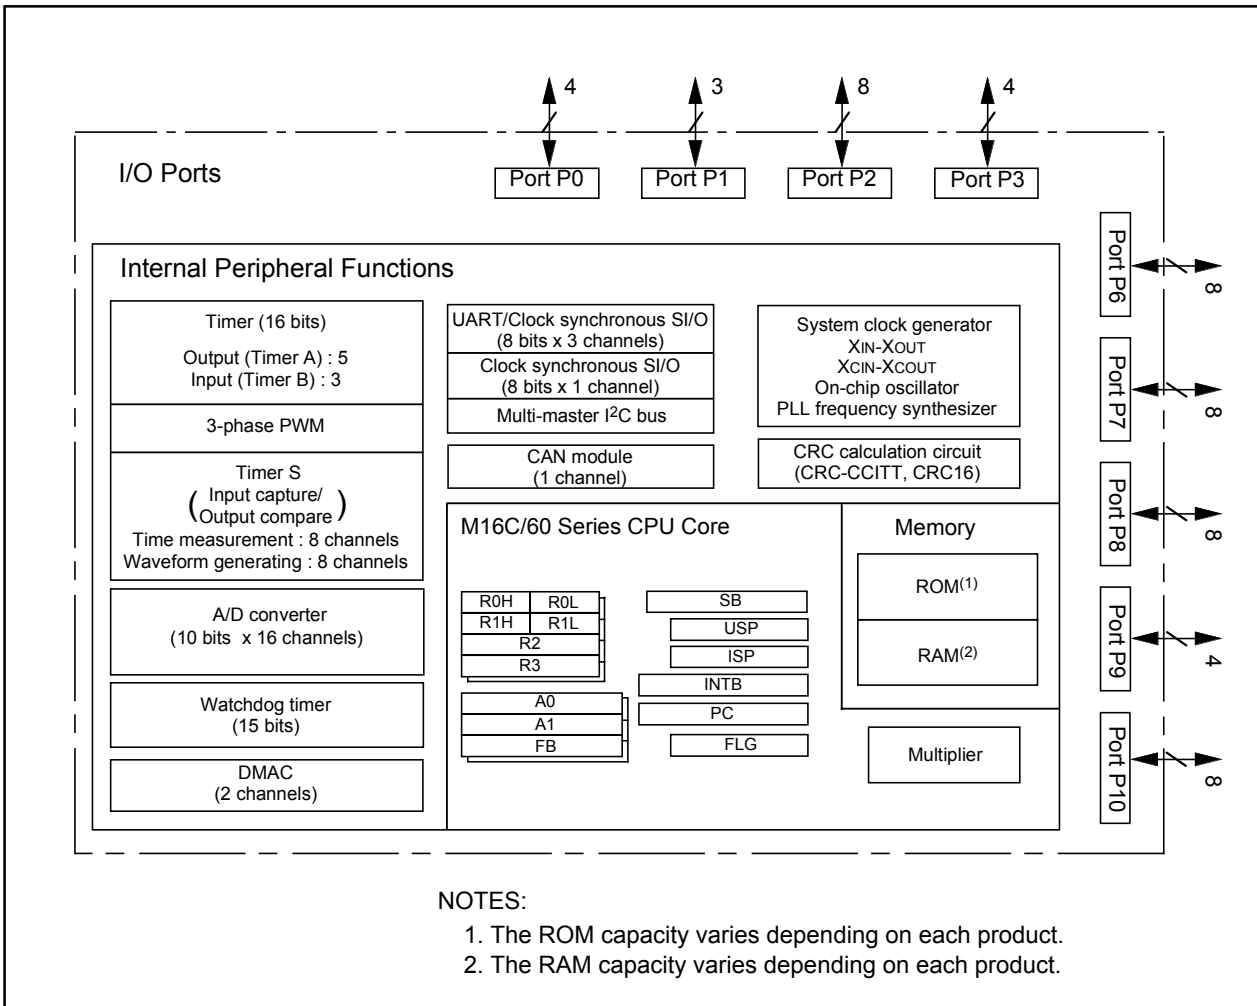 4
3
8
4
I/O Ports
Port P0
Port P1
Port P2
Port P3
Port P6
8
Port P7
8
Port P8
8
Port P9
4
Port P10
8
Internal Peripheral Functions
Timer (16 bits)
Output (Timer A) : 5
Input (Timer B) : 3
3-phase PWM
Timer S
(Input capture/
Output compare)
Time measurement : 8 channels
Waveform generating : 8 channels
A/D converter
(10 bits x 16 channels)
Watchdog timer
(15 bits)
DMAC
(2 channels)
UART/Clock synchronous SI/O
(8 bits x 3 channels)
Clock synchronous SI/O
(8 bits x 1 channel)
Multi-master I2C bus
CAN module
(1 channel)
System clock generator
XIN-XOUT
XCIN-XCOUT
On-chip oscillator
PLL frequency synthesizer
CRC calculation circuit
(CRC-CCITT, CRC16)
M16C/60 Series CPU Core
R0H
R0L
R1H
R1L
R2
R3
A0
A1
FB
SB
USP
ISP
INTB
PC
FLG
Memory
ROM(1)
RAM(2)
Multiplier
NOTES:
1. The ROM capacity varies depending on each product.
2. The RAM capacity varies depending on each product.